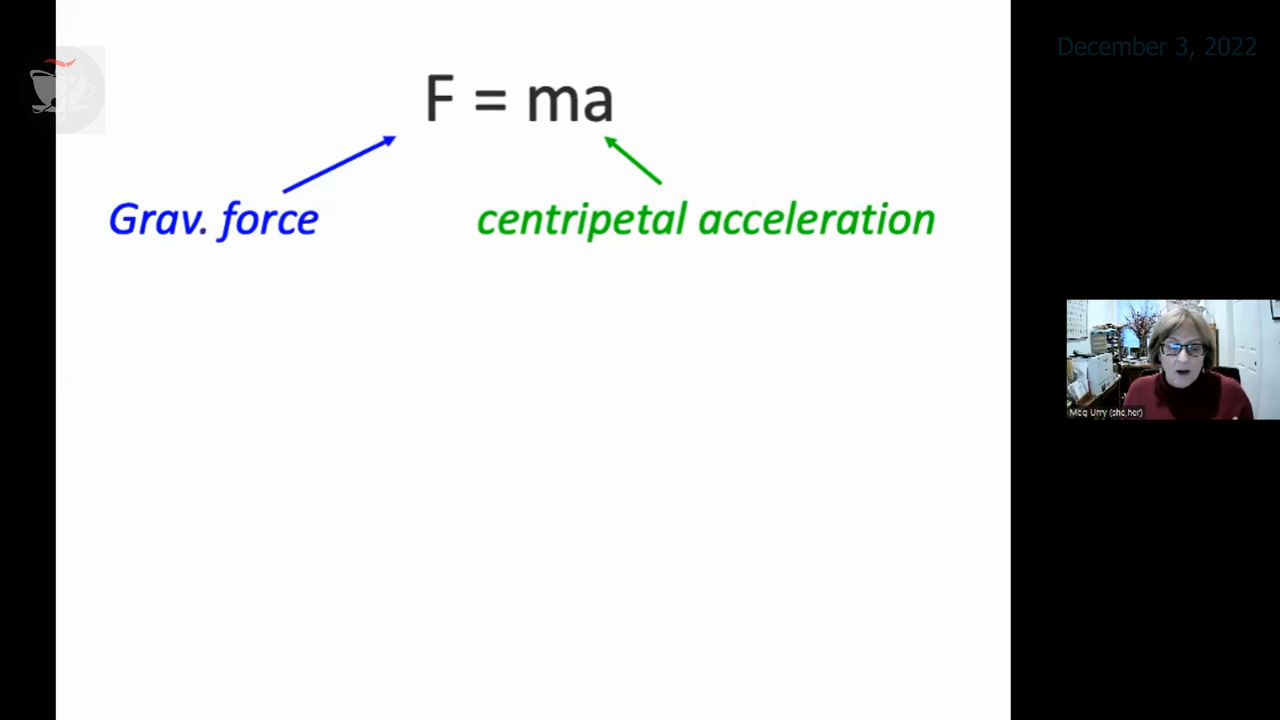 December 3, 2022
F = ma
Grav. force
centripetal acceleration
Meg Urry (she,her)